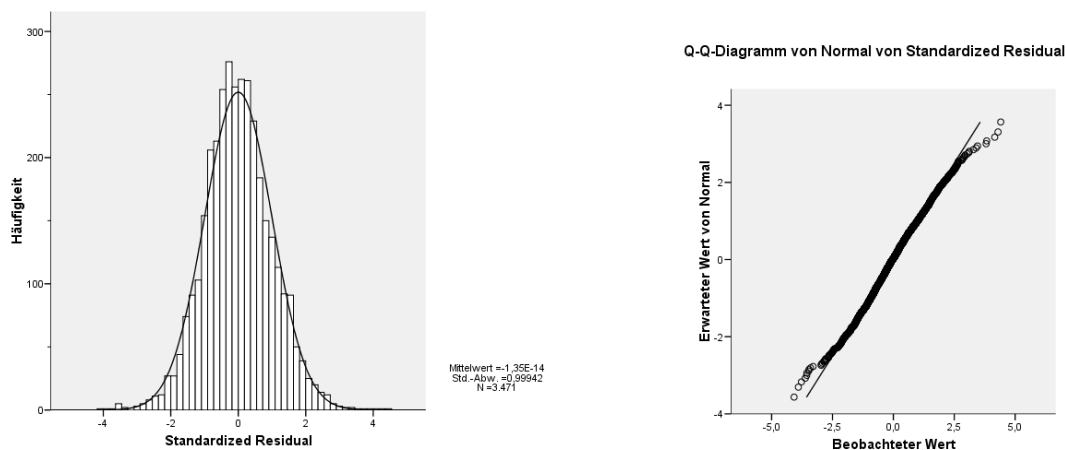 300
200
100
0
-4
-2
0
2
4
Häufigkeit
Standardized Residual
Mittelwert =-1,35E-14
Std.-Abw. =0,99942
N =3.471
Q-Q-Diagramm von Normal von Standardized Residual
4
2
0
-2
-4
-5,0
-2,5
0,0
2,5
5,0
Erwarteter Wert von Normal
Beobachteter Wert